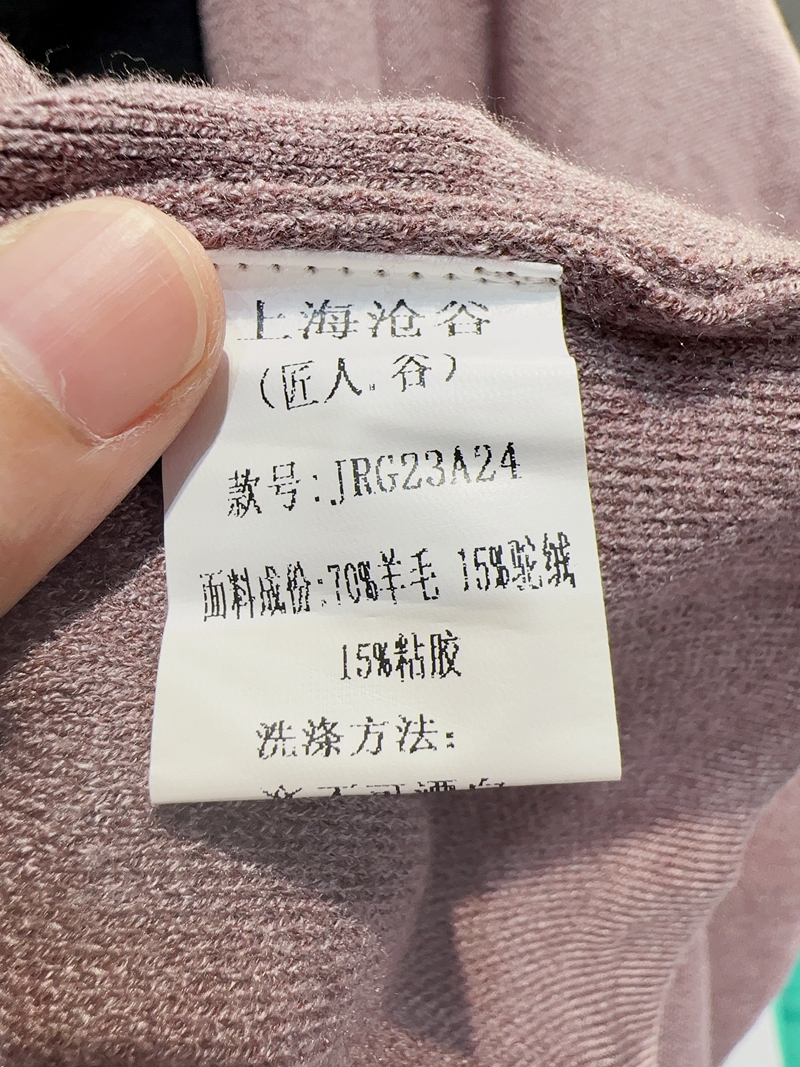 上海沧谷
(匠人.谷)
款号:JRG23A24
面料成份:70%羊毛 15%驼绒
15%粘胶
洗涤方法: